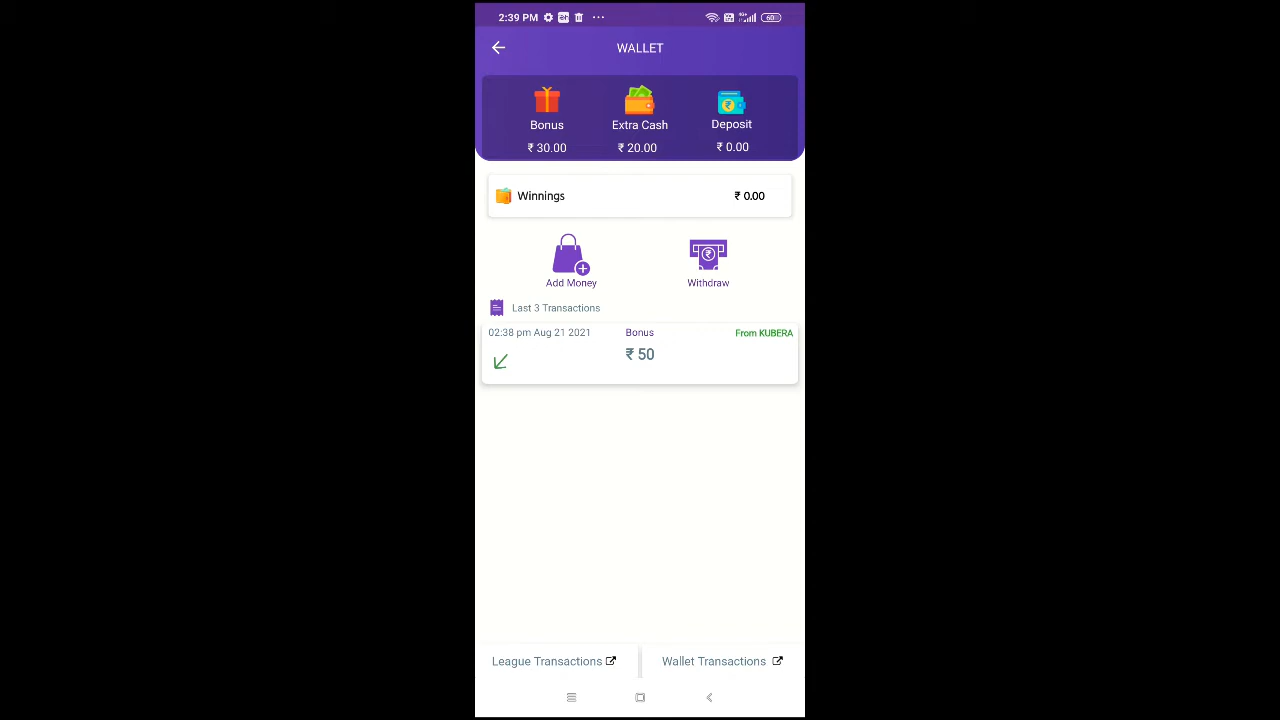 2:39 PM
WALLET
Bonus Extra Cash Deposit
₹ 30.00 ₹ 20.00 ₹ 0.00
Winnings ₹ 0.00
Add Money Withdraw
Last 3 Transactions
02:38 pm Aug 21 2021 Bonus From KUBERA
₹ 50
League Transactions Wallet Transactions